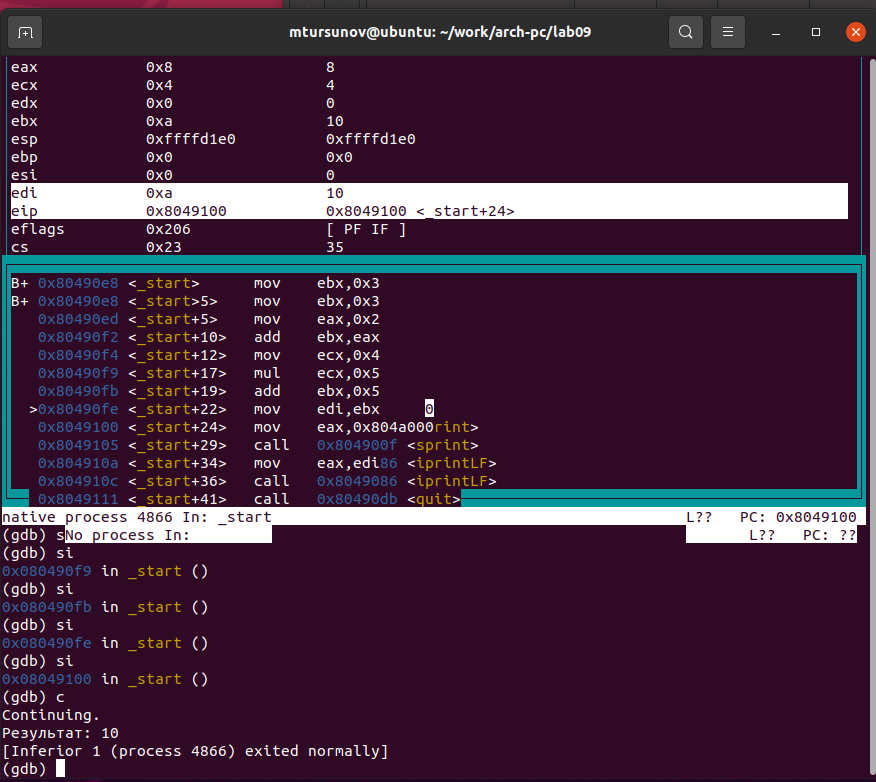 mtursunov@ubuntu: ~/work/arch-pc/lab09
eax 0x8 8
ecx 0x4 4
edx 0x0 0
ebx 0xa 10
esp 0xffffd1e0 0xffffd1e0
ebp 0x0 0x0
esi 0x0 0
edi 0xa 10
eip 0x8049100 0x8049100 <_start+24>
eflags 0x206 [ PF IF ]
cs 0x23 35
B+ 0x80490e8 <_start> mov ebx,0x3
B+ 0x80490e8 <_start>5> mov ebx,0x3
0x80490ed <_start+5> mov eax,0x2
0x80490f2 <_start+10> add ebx,eax
0x80490f4 <_start+12> mov ecx,0x4
0x80490f9 <_start+17> mul ecx,0x5
0x80490fb <_start+19> add ebx,0x5
>0x80490fe <_start+22> mov edi,ebx 0
0x8049100 <_start+24> mov eax,0x804a000rint>
0x8049105 <_start+29> call 0x804900f <sprint>
0x804910a <_start+34> mov eax,edi86 <iprintLF>
0x804910c <_start+36> call 0x8049086 <iprintLF>
0x8049111 <_start+41> call 0x80490db <quit>
native process 4866 In: _start L?? PC: 0x8049100
(gdb) sNo process In: L?? PC: ??
(gdb) si
0x080490f9 in _start ()
(gdb) si
0x080490fb in _start ()
(gdb) si
0x080490fe in _start ()
(gdb) si
0x08049100 in _start ()
(gdb) c
Continuing.
Результат: 10
[Inferior 1 (process 4866) exited normally]
(gdb)